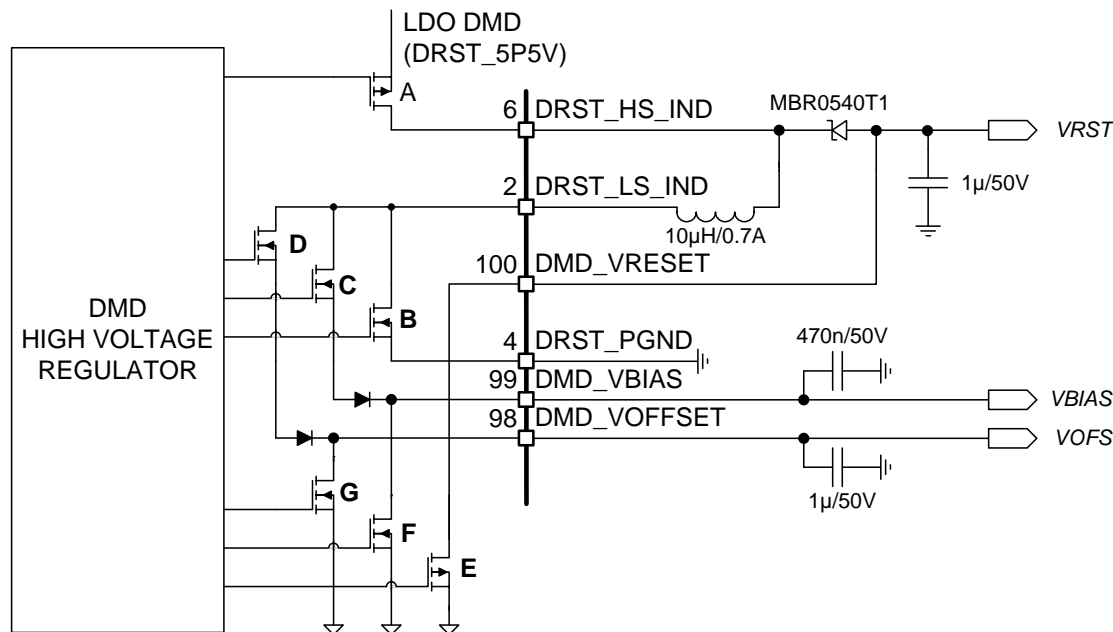 LDO DMD
(DRST_5P5V)
A
6 DRST_HS_IND
MBR0540T1
VRST
1µ/50V
2 DRST_LS_IND
10µH/0.7A
D
C
B
100 DMD_VRESET
DMD
HIGH VOLTAGE
REGULATOR
4 DRST_PGND
470n/50V
99 DMD_VBIAS
VBIAS
98 DMD_VOFFSET
VOFS
1µ/50V
G
F
E